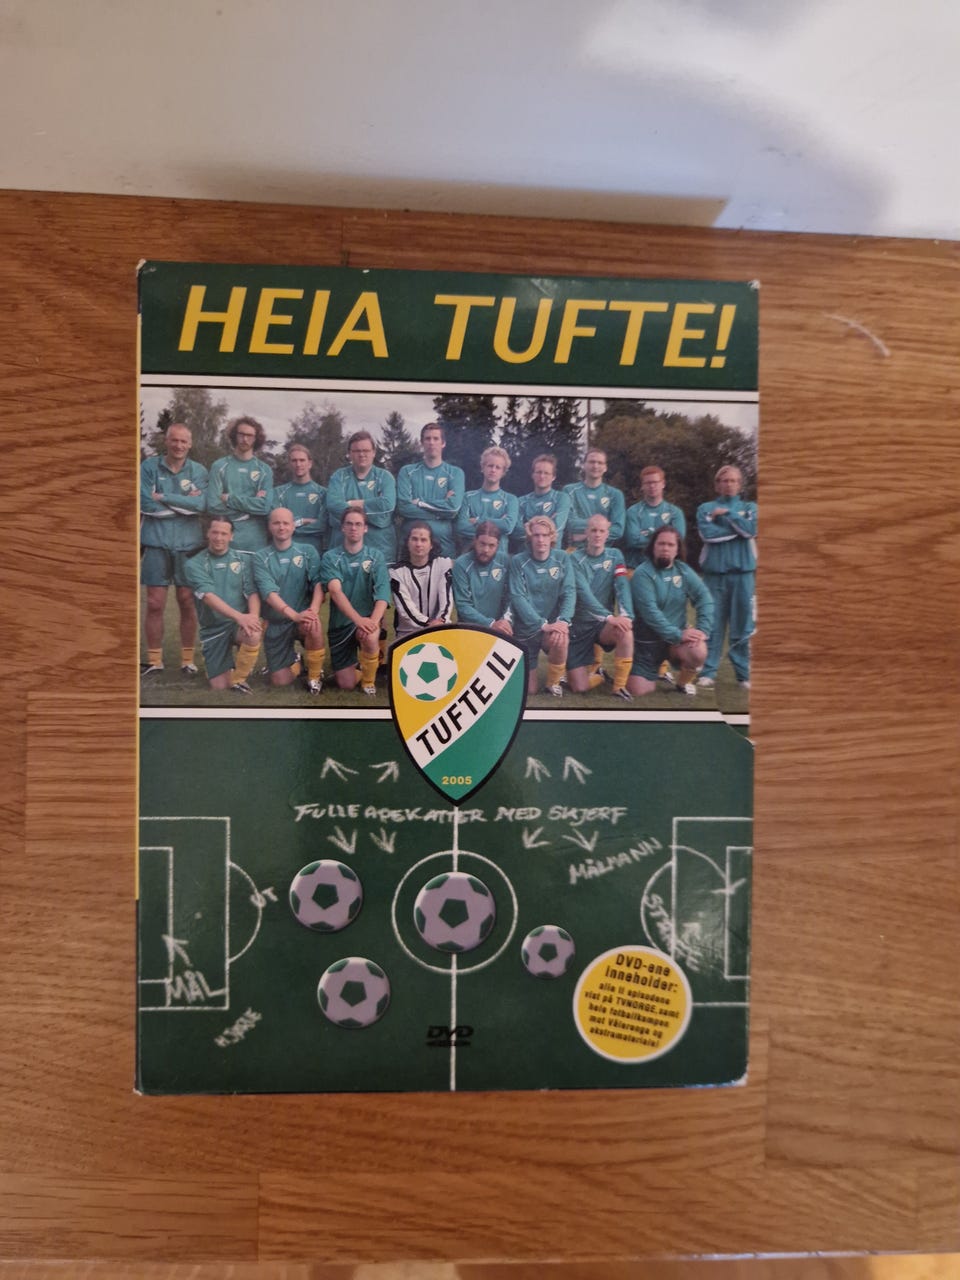 HEIA TUFTE!
TUFTE IL
2005
FULLE APEKATTER MED SKJERF
MÅLMANN
UT
MÅL
DVD
DVD-ene
inneholder:
alle 11 episodene
vist på TVNORGE, samt
hele fotballkampen
mot Vålerenga og
ekstramateriale!